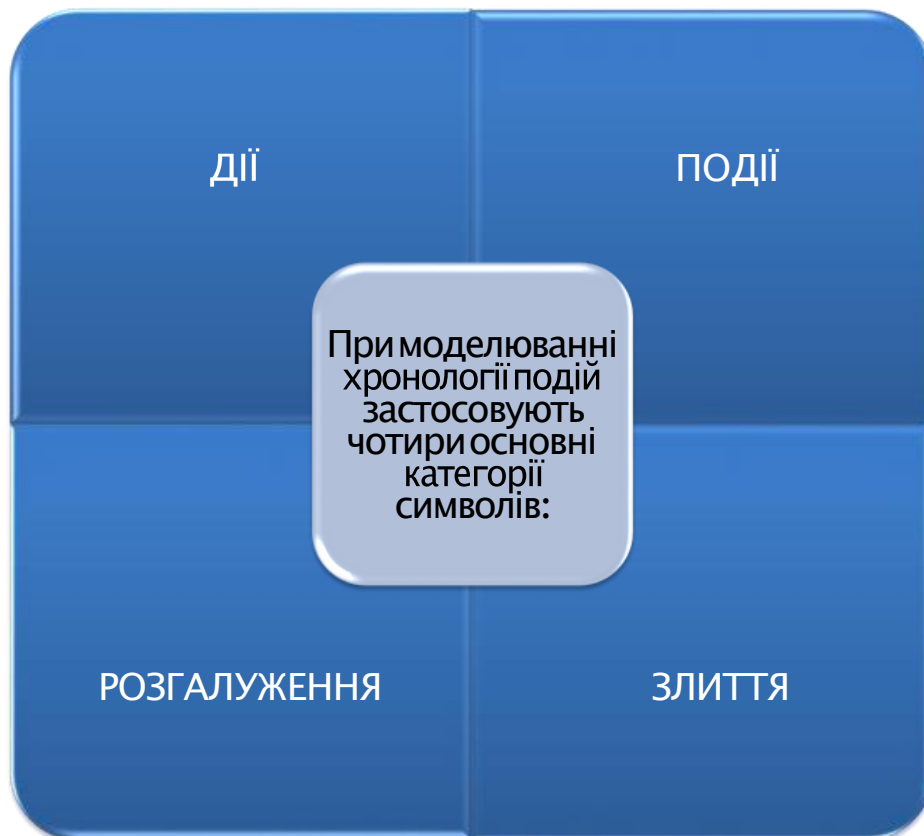 ДІЇ
ПОДІЇ
При моделюванні
хронології подій
застосовують
чотири основні
категорії
символів:
РОЗГАЛУЖЕННЯ
ЗЛИТТЯ